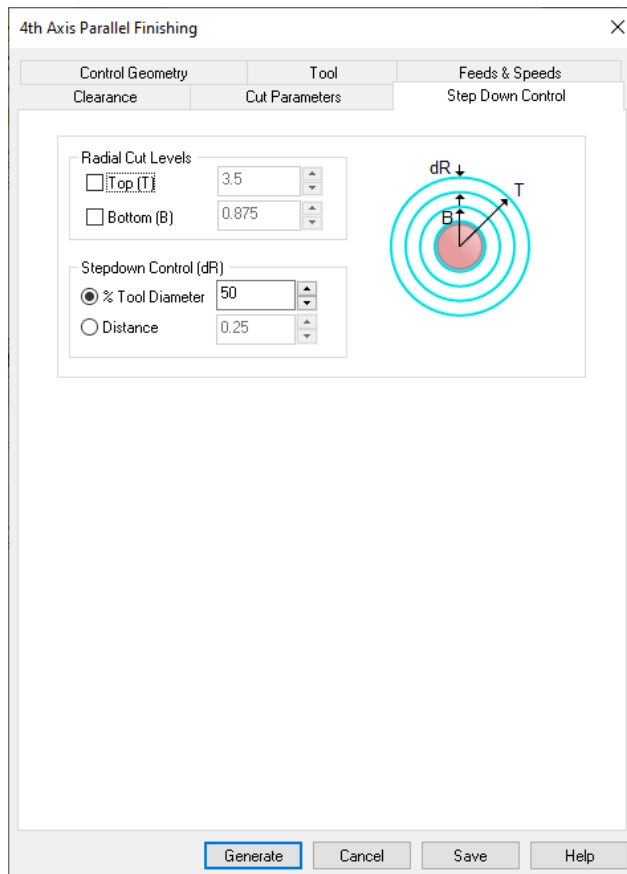 4th Axis Parallel Finishing
Control Geometry Tool Feeds & Speeds
Clearance Cut Parameters Step Down Control
Radial Cut Levels
Top (T) 3.5
Bottom (B) 0.875
Stepdown Control (dR)
% Tool Diameter 50
Distance 0.25
dR
T
B
Generate Cancel Save Help